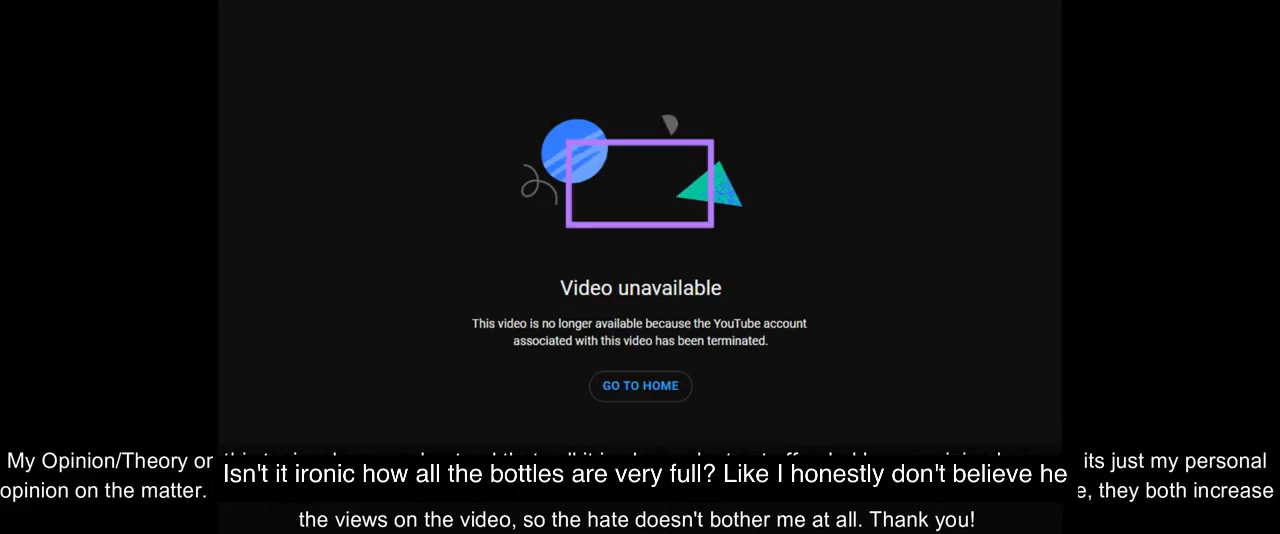 Video unavailable
This video is no longer available because the YouTube account
associated with this video has been terminated.
GO TO HOME
My Opinion/Theory on its just my personal
Isn't it ironic how all the bottles are very full? Like I honestly don't believe he
opinion on the matter. they both increase
the views on the video, so the hate doesn't bother me at all. Thank you!